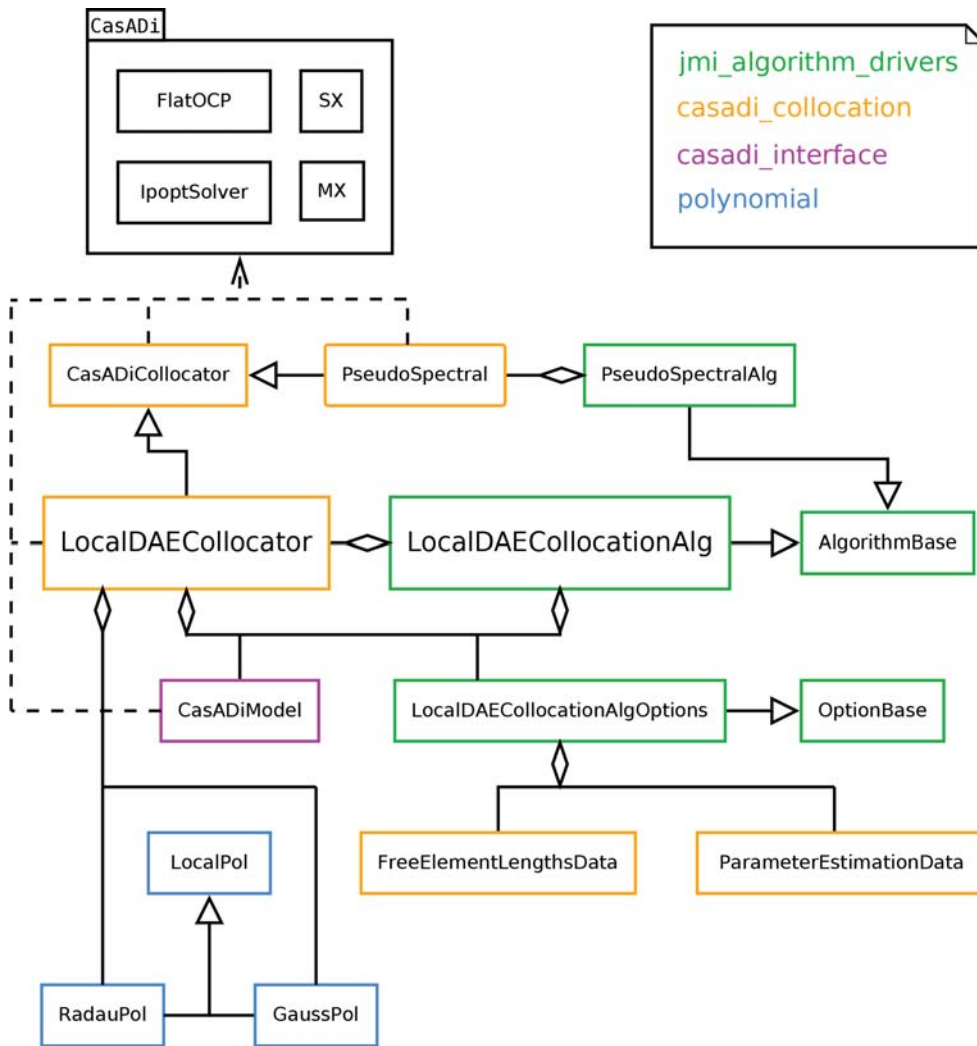 CasADi
FlatOCP
SX
IpoptSolver
MX
jmi_algorithm_drivers
casadi_collocation
casadi_interface
polynomial
CasADiCollocator
PseudoSpectral
PseudoSpectralAlg
LocalDAECollocator
LocalDAECollocationAlg
AlgorithmBase
CasADiModel
LocalDAECollocationAlgOptions
OptionBase
LocalPol
FreeElementLengthsData
ParameterEstimationData
RadauPol
GaussPol